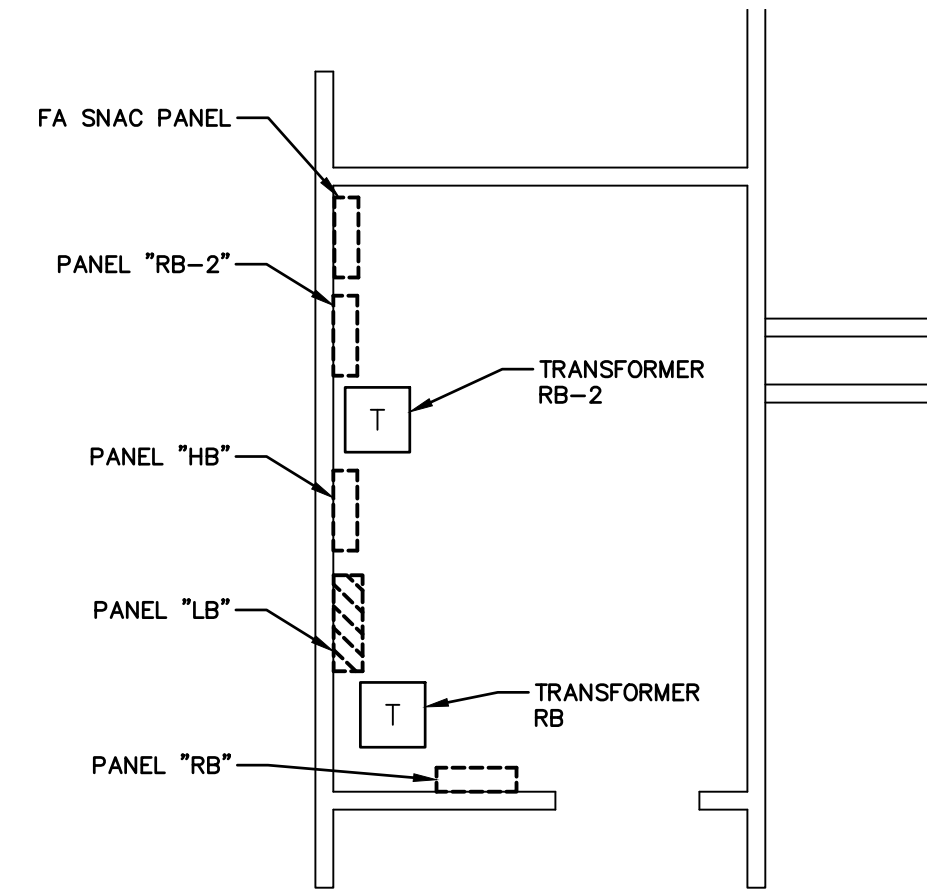 FA SNAC PANEL
PANEL "RB-2"
TRANSFORMER
RB-2
T
PANEL "HB"
PANEL "LB"
TRANSFORMER
RB
T
PANEL "RB"